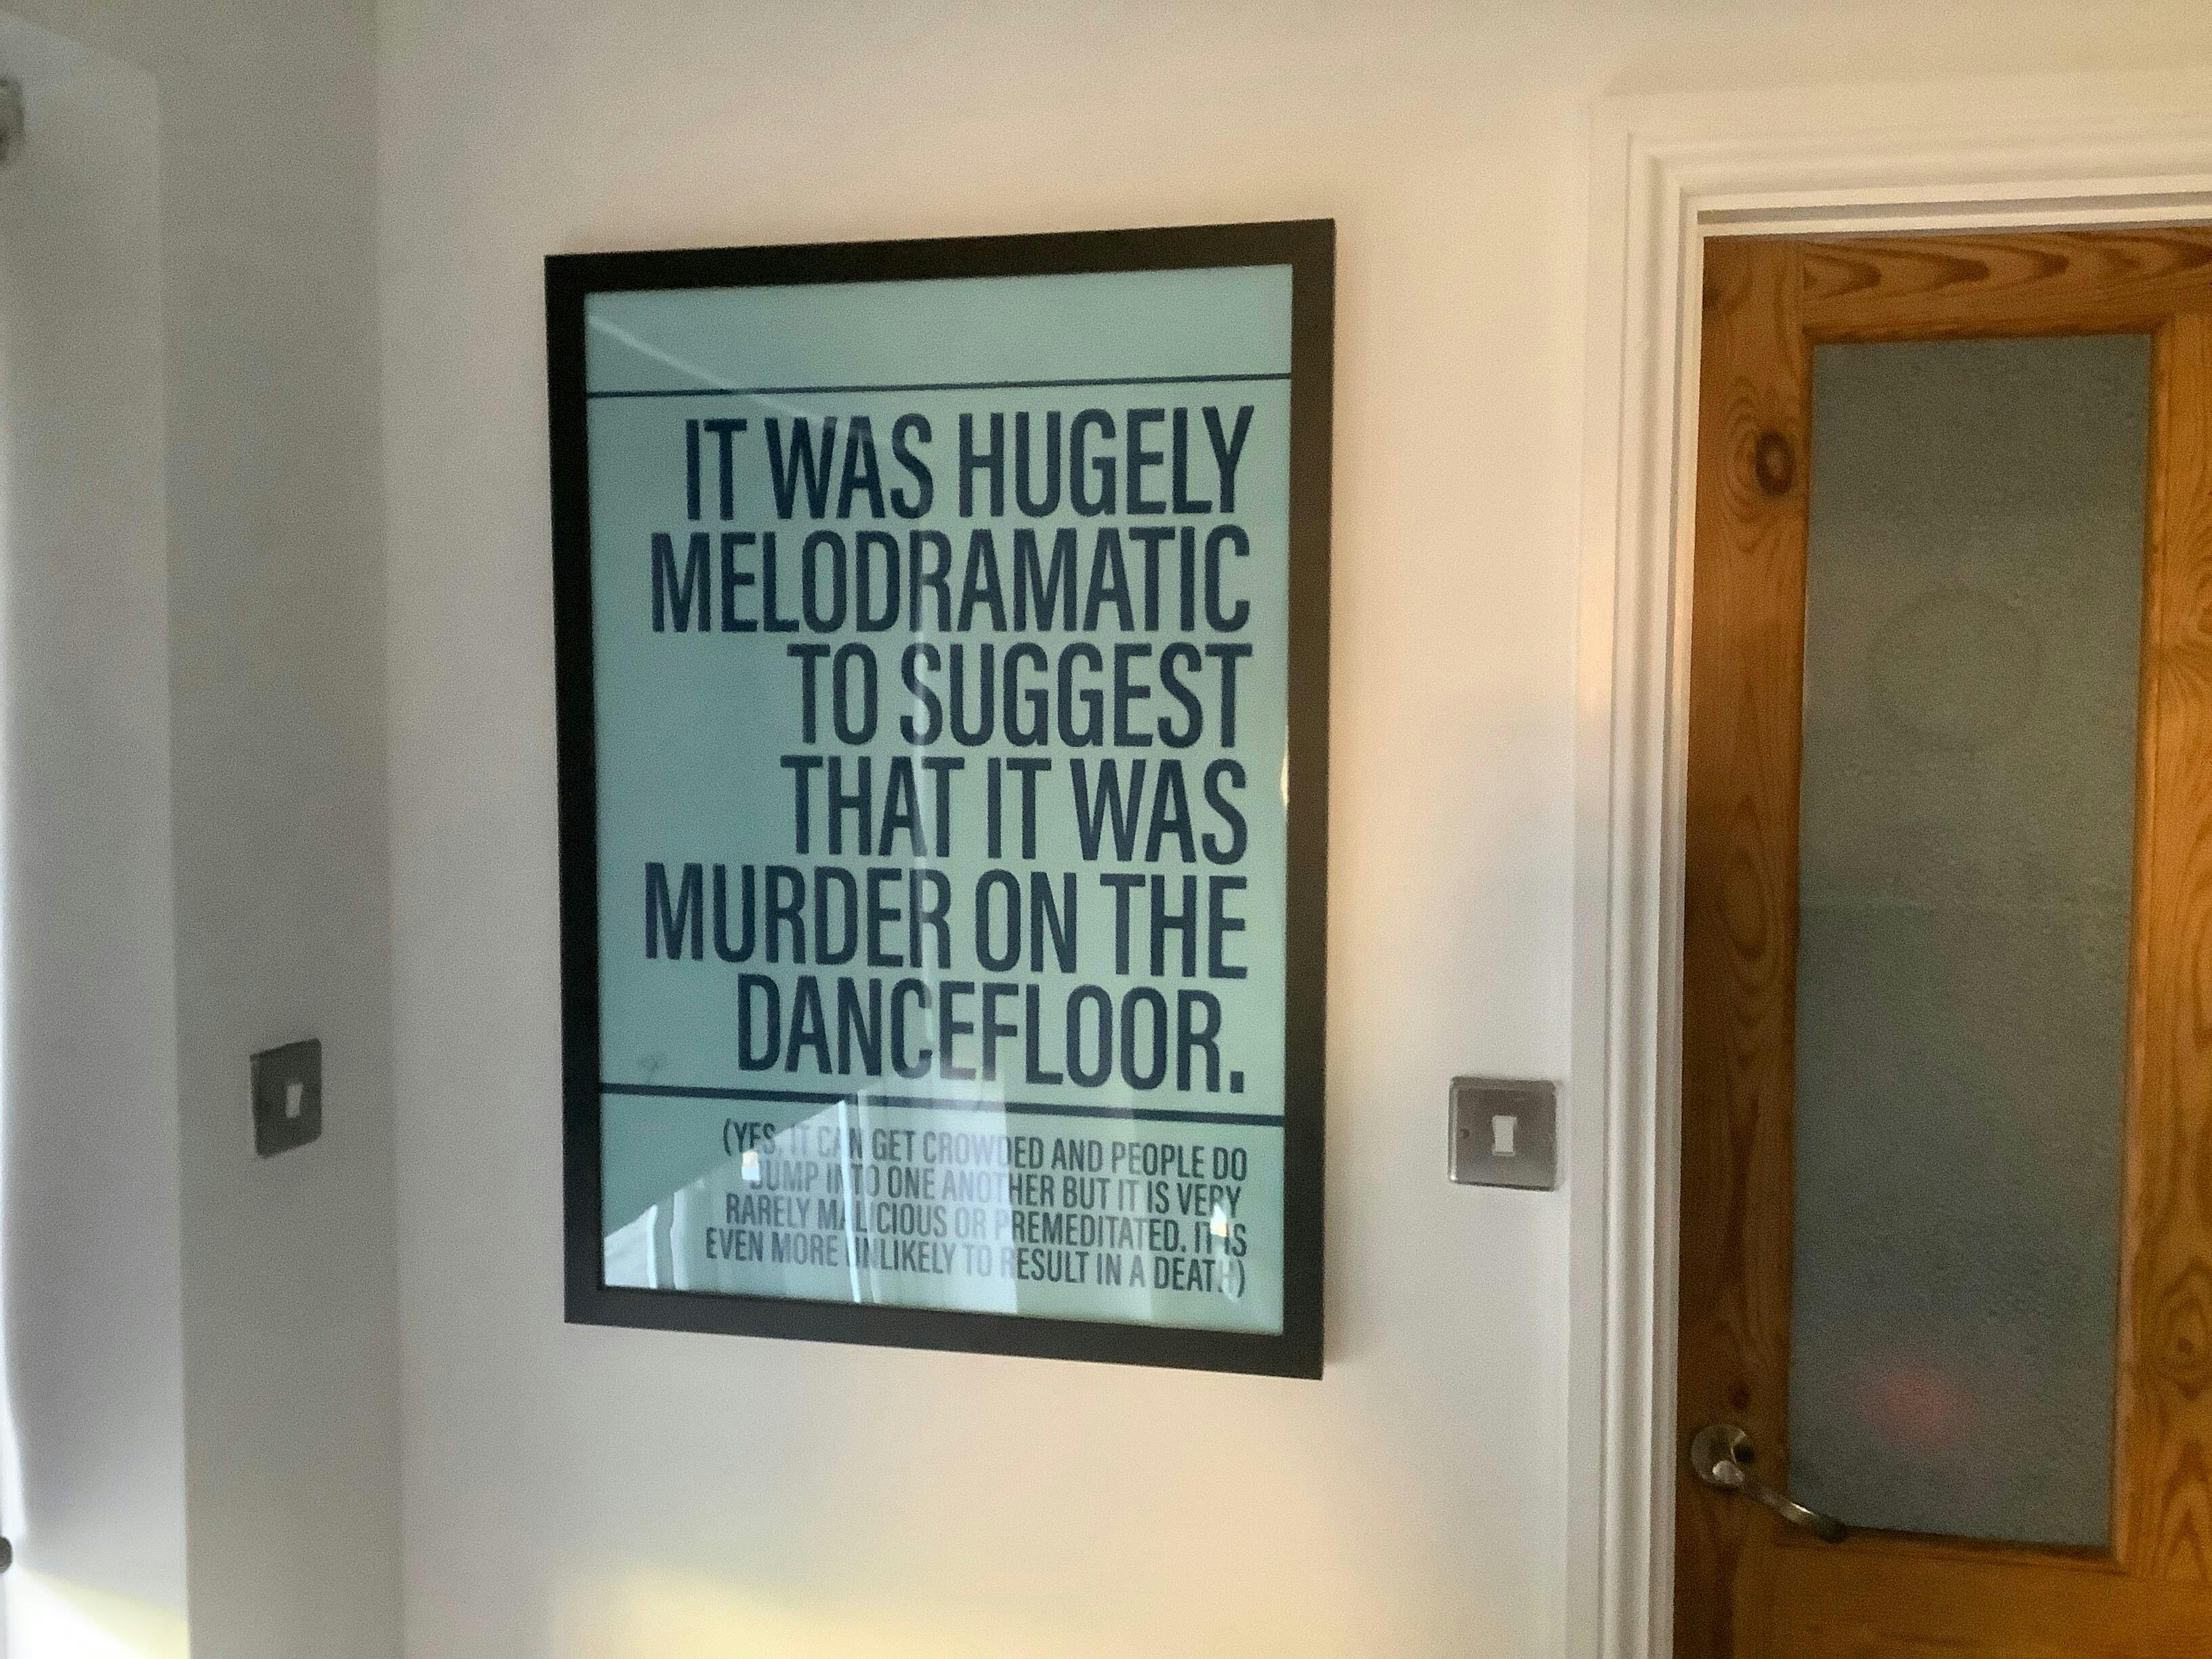 IT WAS HUGELY
MELODRAMATIC
TO SUGGEST
THAT IT WAS
MURDER ON THE
DANCEFLOOR.
(YES, IT CAN GET CROWDED AND PEOPLE DO
BUMP INTO ONE ANOTHER BUT IT IS VERY
RARELY MALICIOUS OR PREMEDITATED. IT IS
EVEN MORE UNLIKELY TO RESULT IN A DEATH)